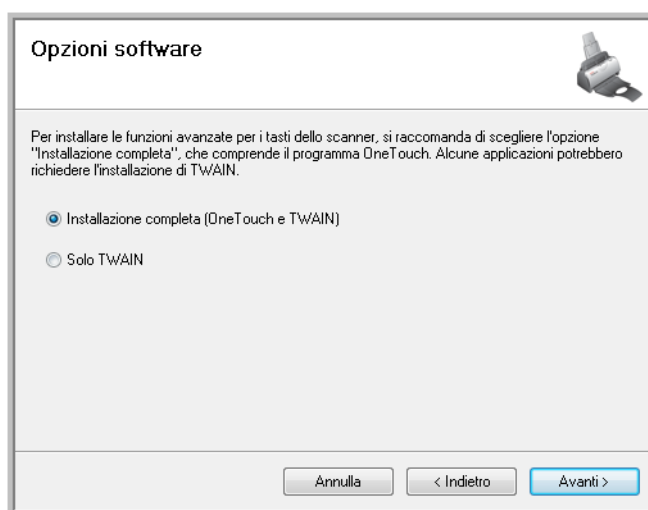 Opzioni software
Per installare le funzioni avanzate per i tasti dello scanner, si raccomanda di scegliere l'opzione
"Installazione completa", che comprende il programma OneTouch. Alcune applicazioni potrebbero
richiedere l'installazione di TWAIN.
Installazione completa (OneTouch e TWAIN)
Solo TWAIN
Annulla
< Indietro
Avanti >